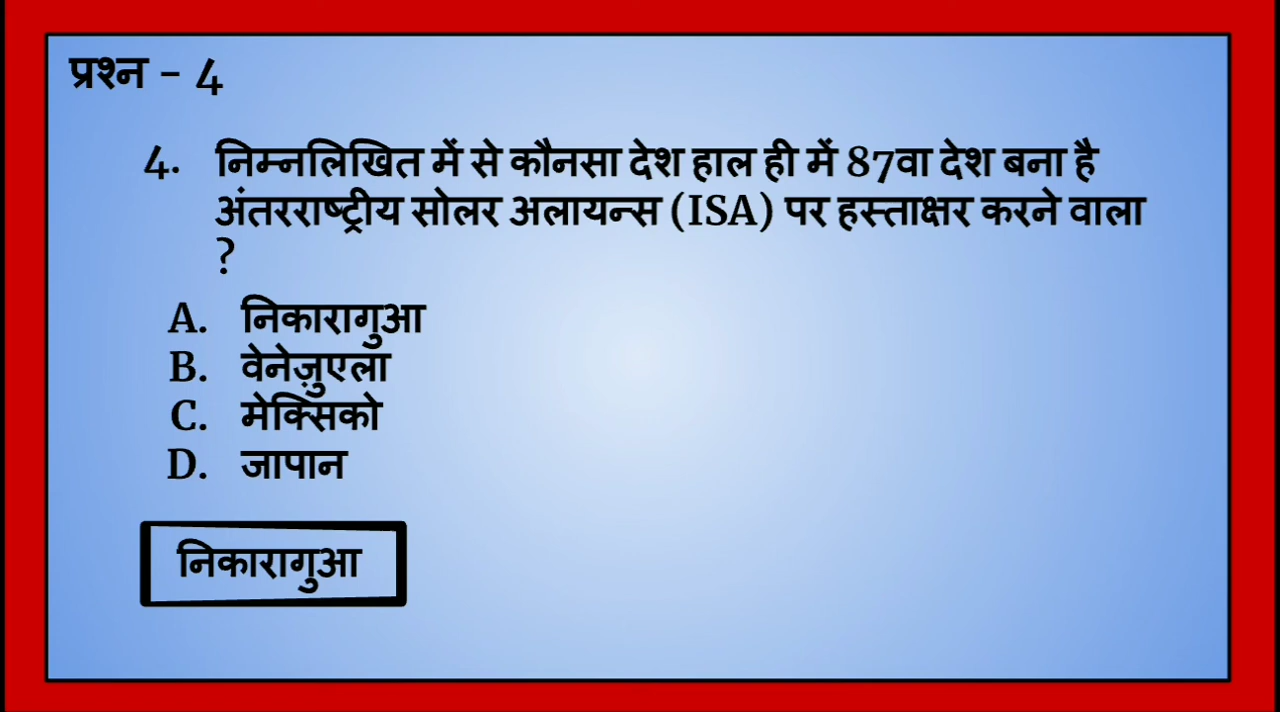 प्रश्न - 4
4. निम्नलिखित में से कौनसा देश हाल ही में 87वा देश बना है
अंतरराष्ट्रीय सोलर अलायन्स (ISA) पर हस्ताक्षर करने वाला
?
A. निकारागुआ
B. वेनेज़ुएला
C. मेक्सिको
D. जापान
निकारागुआ